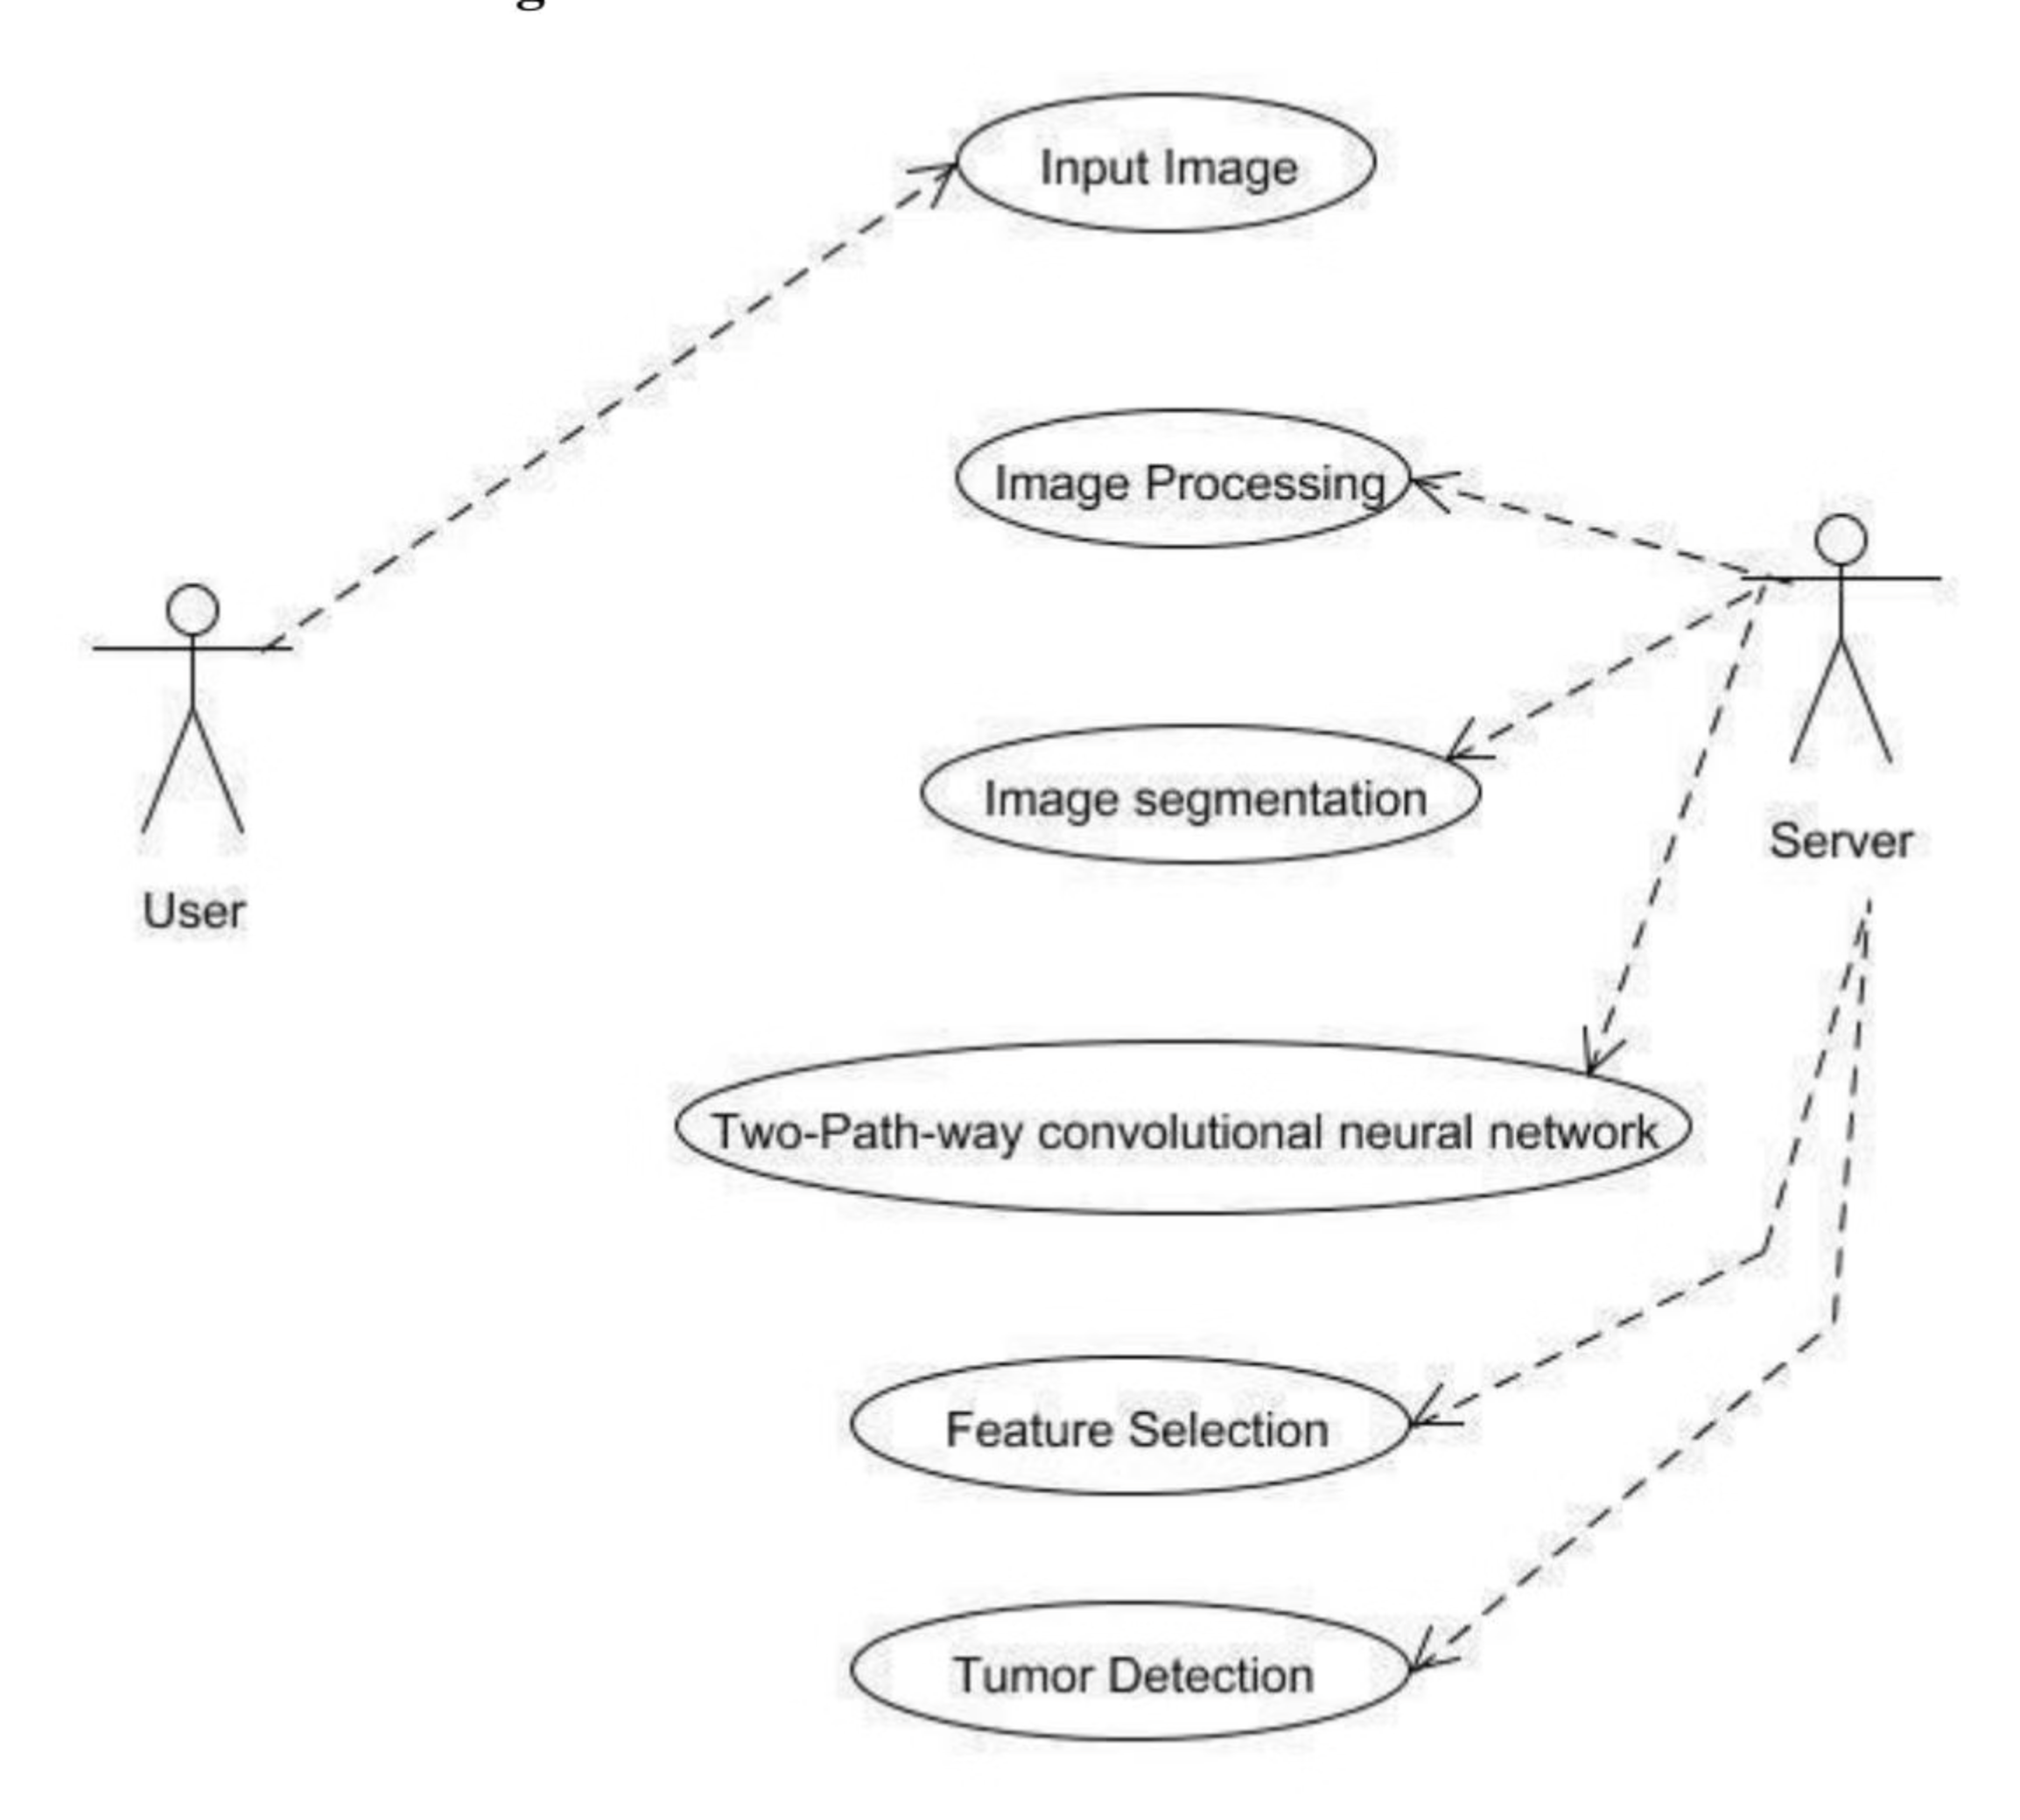 Input Image
Image Processing
Image segmentation
Server
User
Two-Path-way convolutional neural network
Feature Selection
Tumor Detection